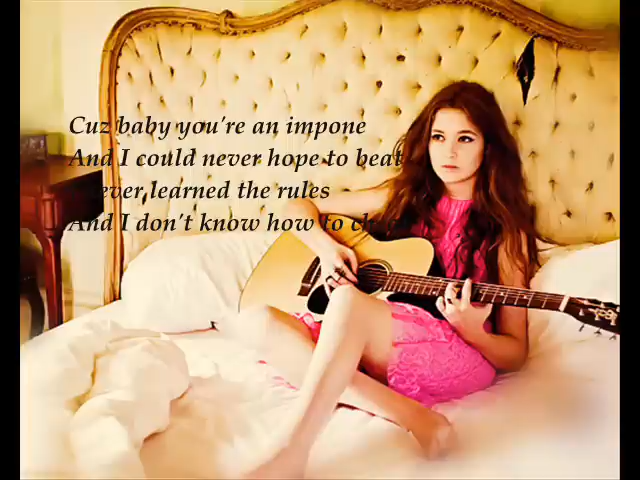 Cuz baby you're an impone
And I could never hope to beat
ever learned the rules
And I don't know how to